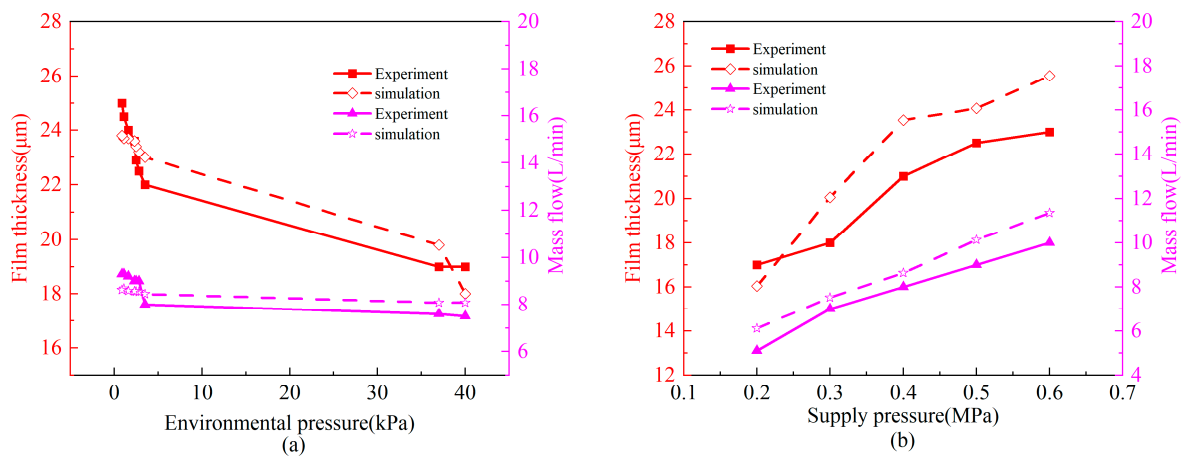 28
26
24
22
20
18
16
Film thickness(μm)
0
10
20
30
40
Environmental pressure(kPa)
20
18
16
14
12
10
8
6
Mass flow(L/min)
Experiment
simulation
Experiment
simulation
(a)
28
26
24
22
20
18
16
14
12
Film thickness(μm)
0.1
0.2
0.3
0.4
0.5
0.6
0.7
Supply pressure(MPa)
20
18
16
14
12
10
8
6
4
Mass flow(L/min)
Experiment
simulation
Experiment
simulation
(b)